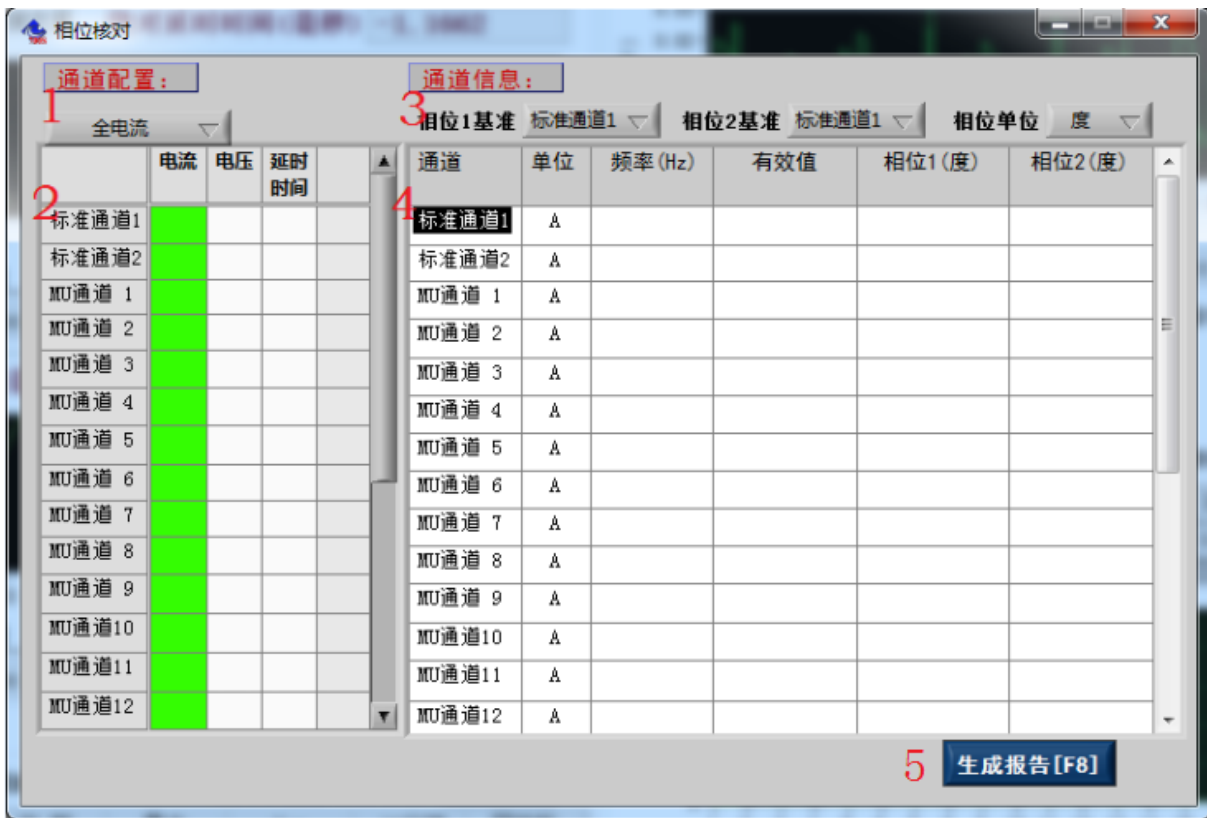 相位核对
通道配置：
通道信息：
1
3
全电流
相位1基准 标准通道1 相位2基准 标准通道1 相位单位 度
电流 电压 延时时间
通道 单位 频率(Hz) 有效值 相位1(度) 相位2(度)
2
4
标准通道1
标准通道1 A
标准通道2
标准通道2 A
MU通道 1
MU通道 1 A
MU通道 2
MU通道 2 A
MU通道 3
MU通道 3 A
MU通道 4
MU通道 4 A
MU通道 5
MU通道 5 A
MU通道 6
MU通道 6 A
MU通道 7
MU通道 7 A
MU通道 8
MU通道 8 A
MU通道 9
MU通道 9 A
MU通道10
MU通道10 A
MU通道11
MU通道11 A
MU通道12
MU通道12 A
5 生成报告[F8]